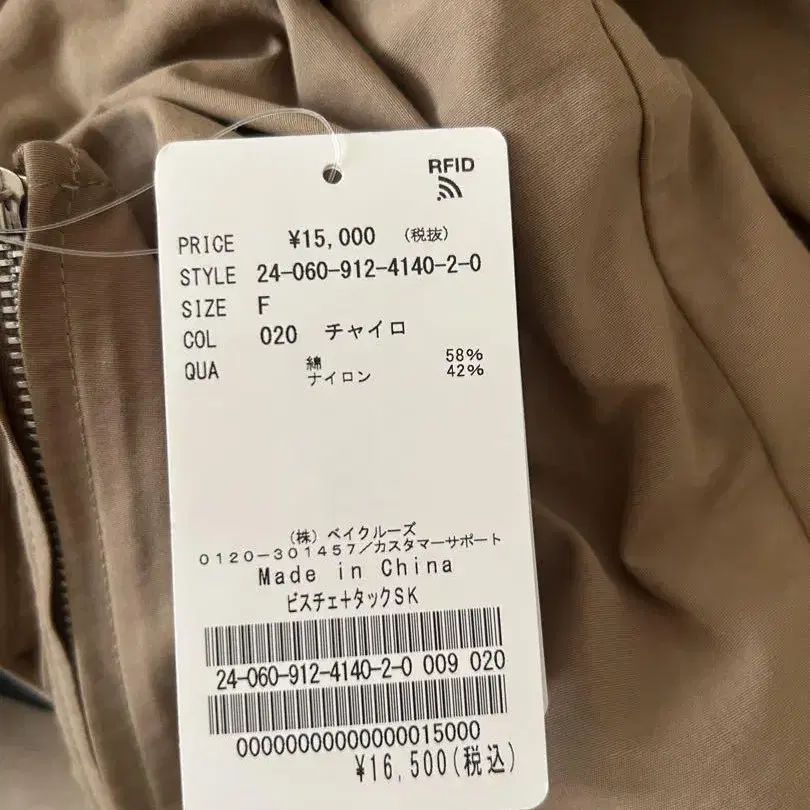 RFID
PRICE ¥15,000 (税抜)
STYLE 24-060-912-4140-2-0
SIZE F
COL 020 チャイロ
QUA 綿 58%
ナイロン 42%
(株) ベイクルーズ
0120-301457/カスタマーサポート
Made in China
ビスチェ+タックSK
24-060-912-4140-2-0 009 020
00000000000000015000
¥16,500(税込)